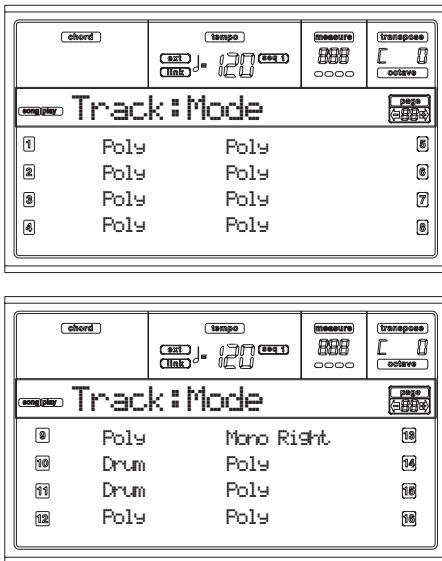 chord tempo measure transpose
ext link ♩= 120 seq 1 888 C 0
octave
song|play Track:Mode page 88
1 Poly Poly 5
2 Poly Poly 6
3 Poly Poly 7
4 Poly Poly 8
chord tempo measure transpose
ext link ♩= 120 seq 1 888 C 0
octave
song|play Track:Mode page 88
9 Poly Mono Right 13
10 Drum Poly 14
11 Drum Poly 15
12 Poly Poly 16